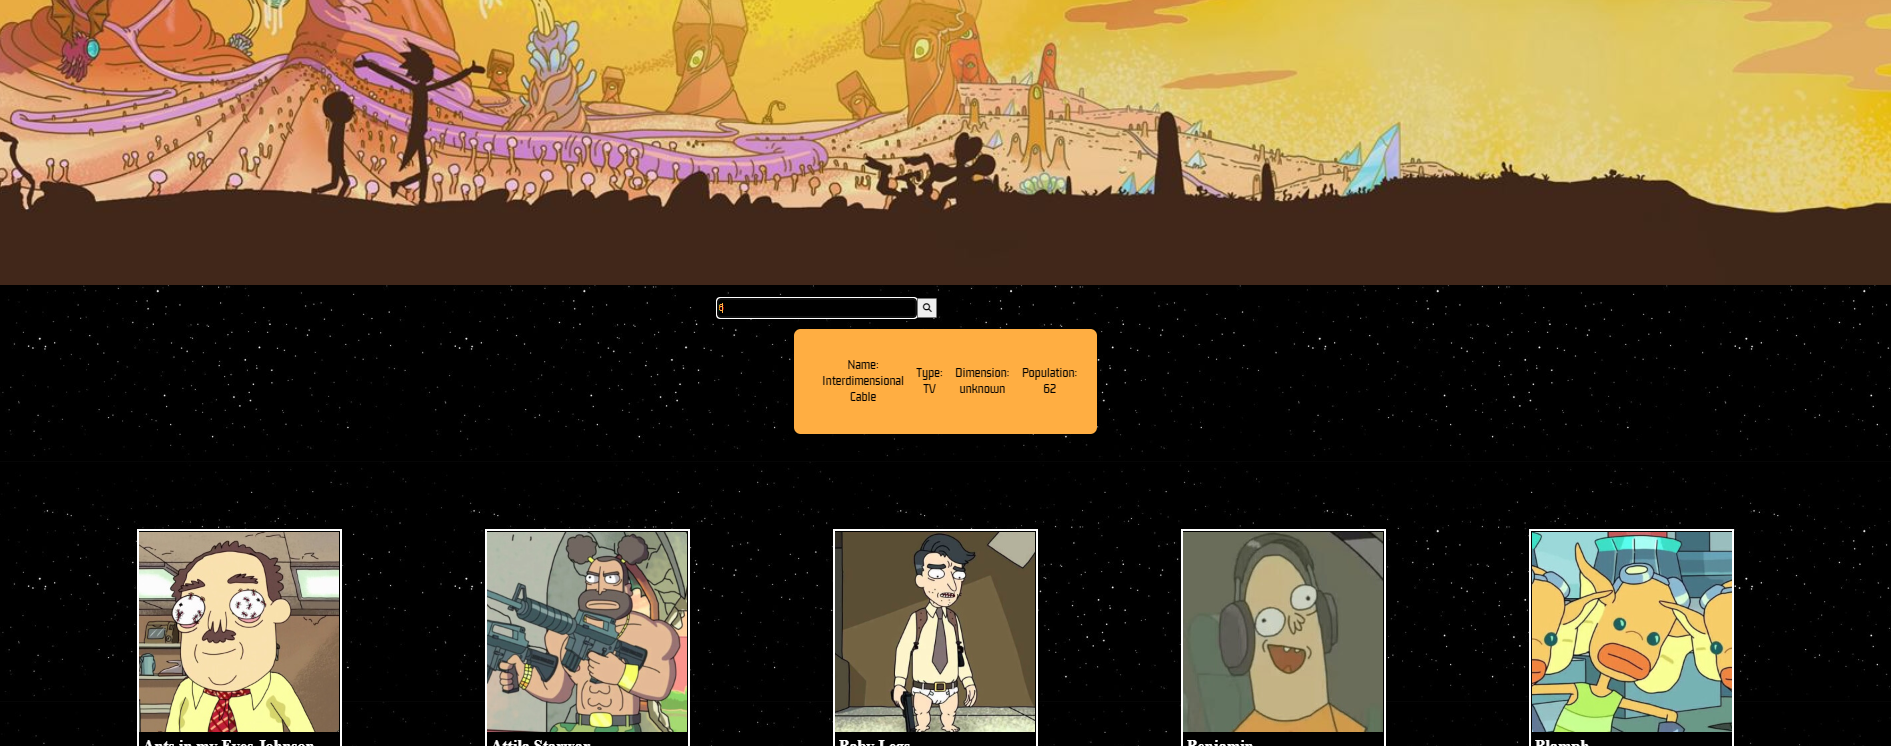 6
Name:
Interdimensional
Cable
Type:
TV
Dimension:
unknown
Population:
62
Ants in my Eyes Johnson
Attila Starwar
Baby Legs
Benjamin
Blamph